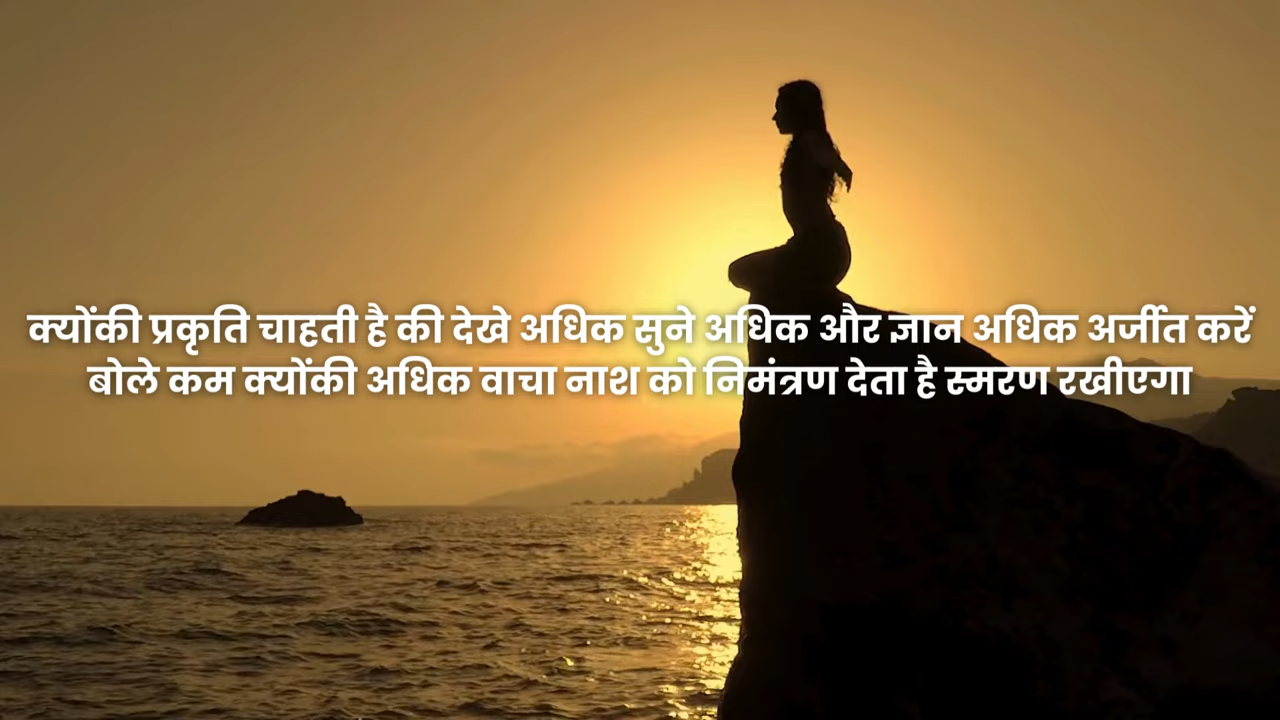 क्योंकी प्रकृति चाहती है की देखे अधिक सुने अधिक और ज्ञान अधिक अर्जीत करें
बोले कम क्योंकी अधिक वाचा नाश को निमंत्रण देता है स्मरण रखीएगा